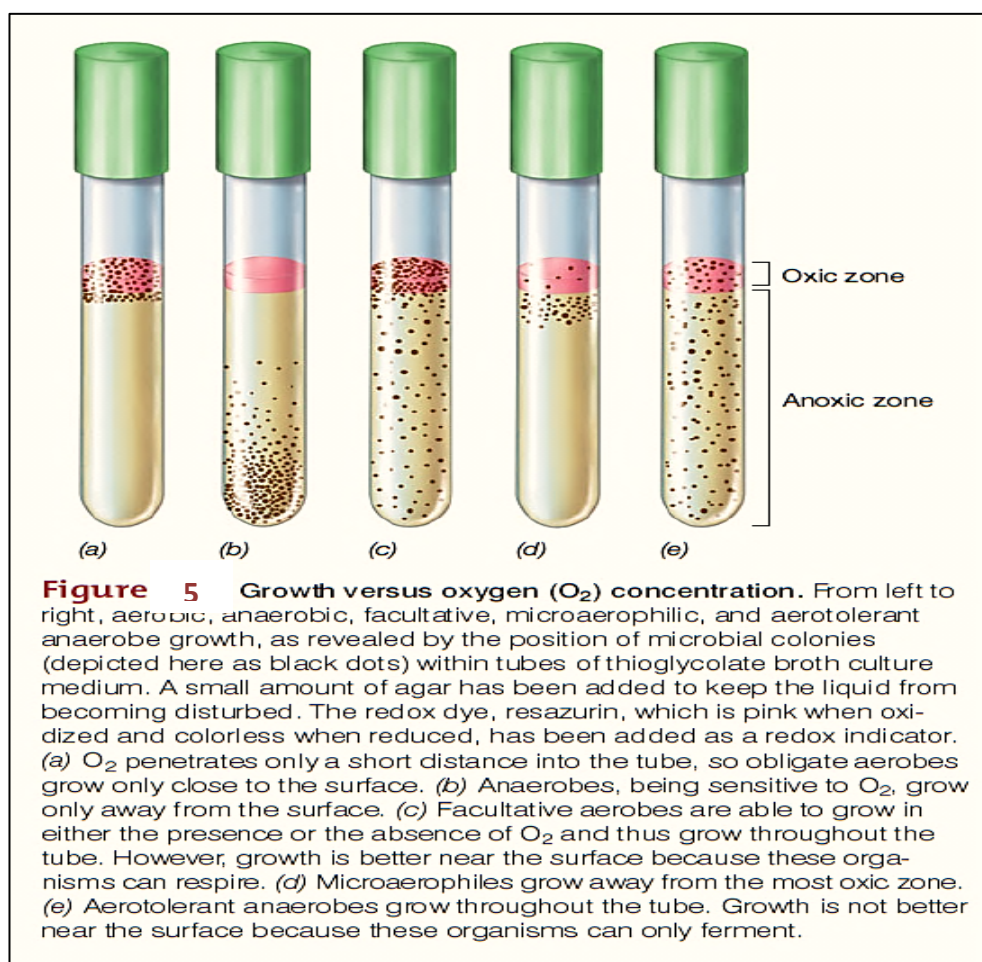 Oxic zone
Anoxic zone
(a) (b) (c) (d) (e)
Figure 5 Growth versus oxygen (O₂) concentration. From left to
right, aerobic, anaerobic, facultative, microaerophilic, and aerotolerant
anaerobe growth, as revealed by the position of microbial colonies
(depicted here as black dots) within tubes of thioglycolate broth culture
medium. A small amount of agar has been added to keep the liquid from
becoming disturbed. The redox dye, resazurin, which is pink when oxi-
dized and colorless when reduced, has been added as a redox indicator.
(a) O₂ penetrates only a short distance into the tube, so obligate aerobes
grow only close to the surface. (b) Anaerobes, being sensitive to O₂, grow
only away from the surface. (c) Facultative aerobes are able to grow in
either the presence or the absence of O₂ and thus grow throughout the
tube. However, growth is better near the surface because these orga-
nisms can respire. (d) Microaerophiles grow away from the most oxic zone.
(e) Aerotolerant anaerobes grow throughout the tube. Growth is not better
near the surface because these organisms can only ferment.